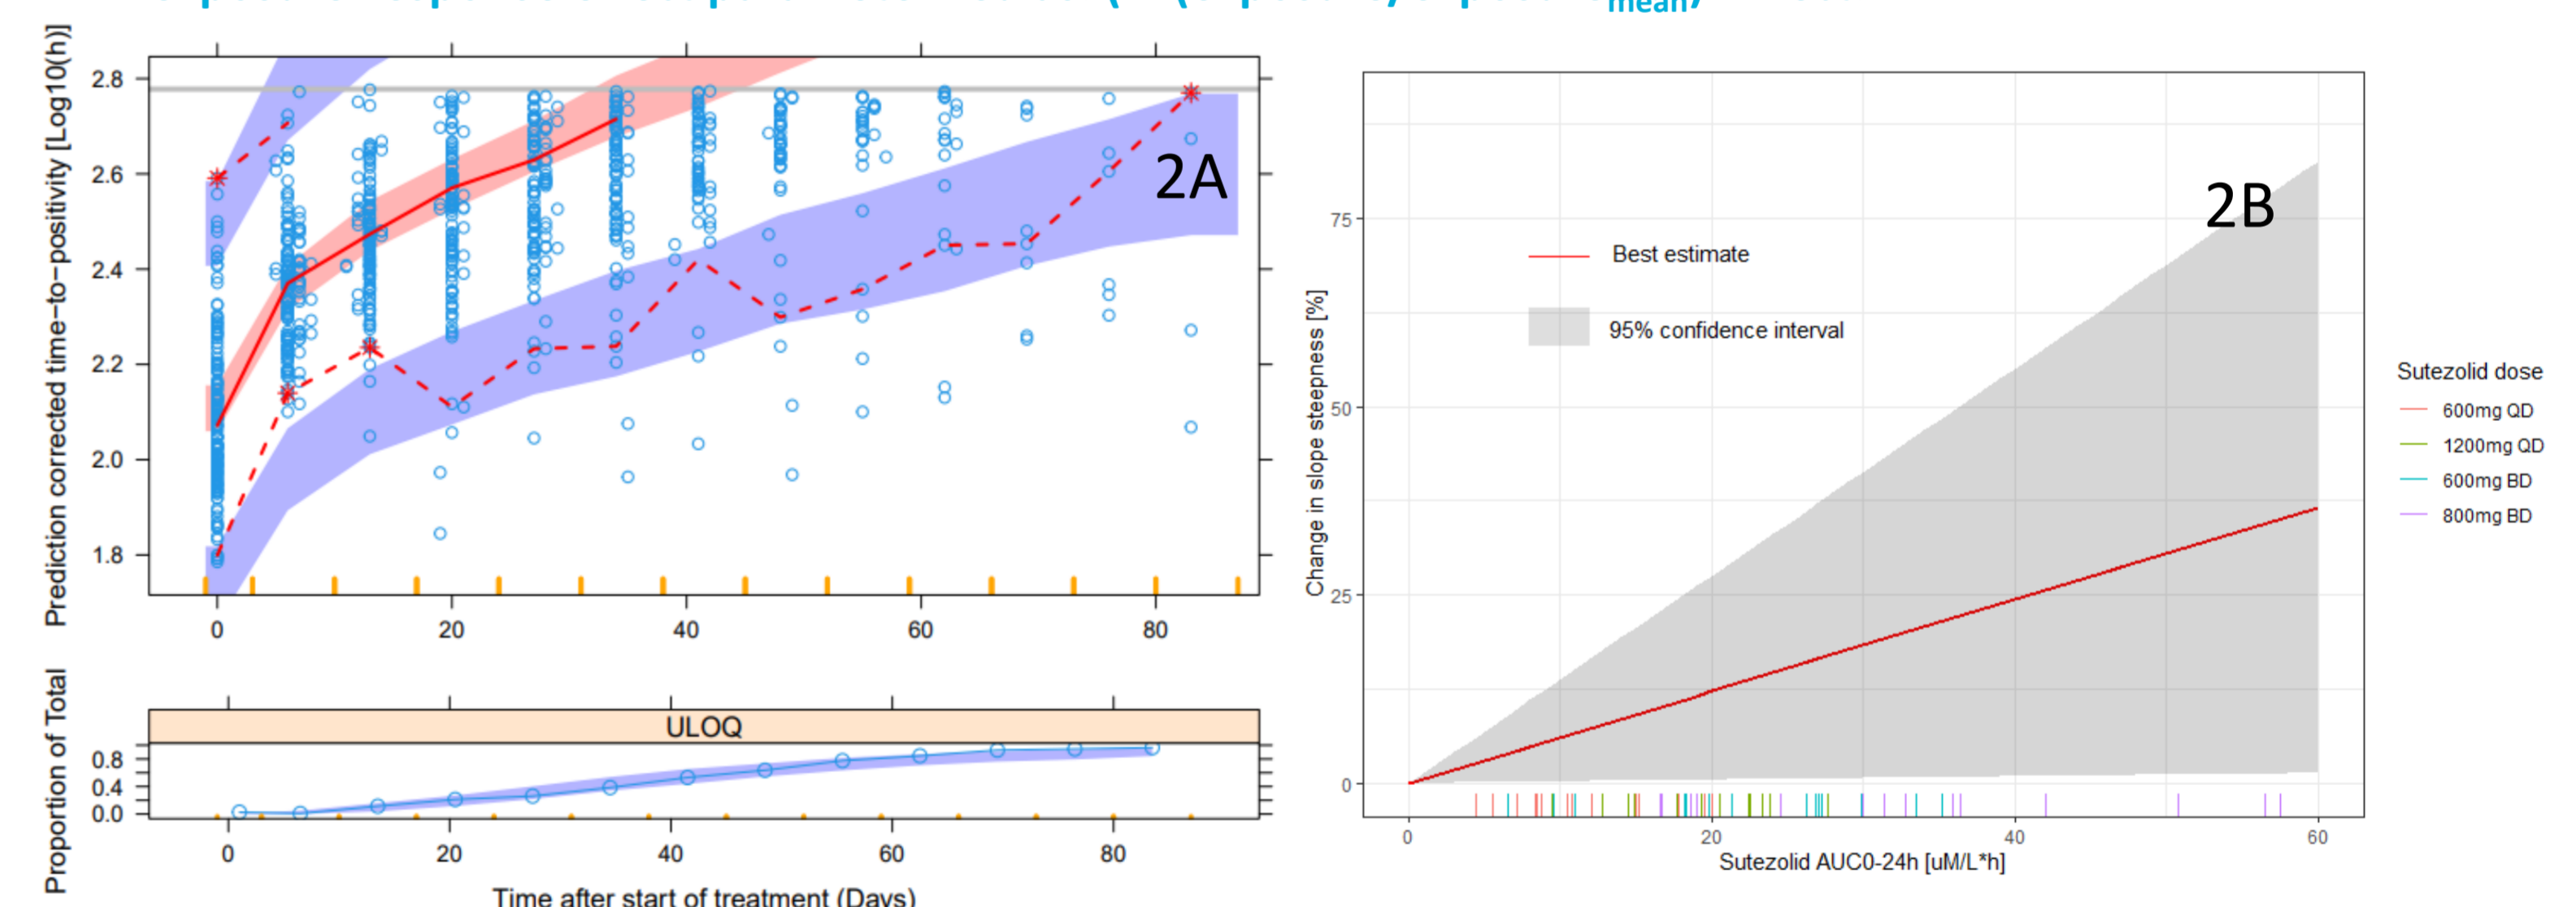 mean
Prediction corrected time-to-positivity [Log10(h)]
2.8
2.6
2.4
2.2
2.0
1.8
2A
0 20 40 60 80
Proportion of Total
ULOQ
0.8
0.4
0.0
0 20 40 60 80
Time after start of treatment (Days)
2B
Change in slope steepness [%]
75
50
25
0
Best estimate
95% confidence interval
0 20 40 60
Sutezolid AUC0-24h [uM/L*h]
Sutezolid dose
600mg QD
1200mg QD
600mg BD
800mg BD